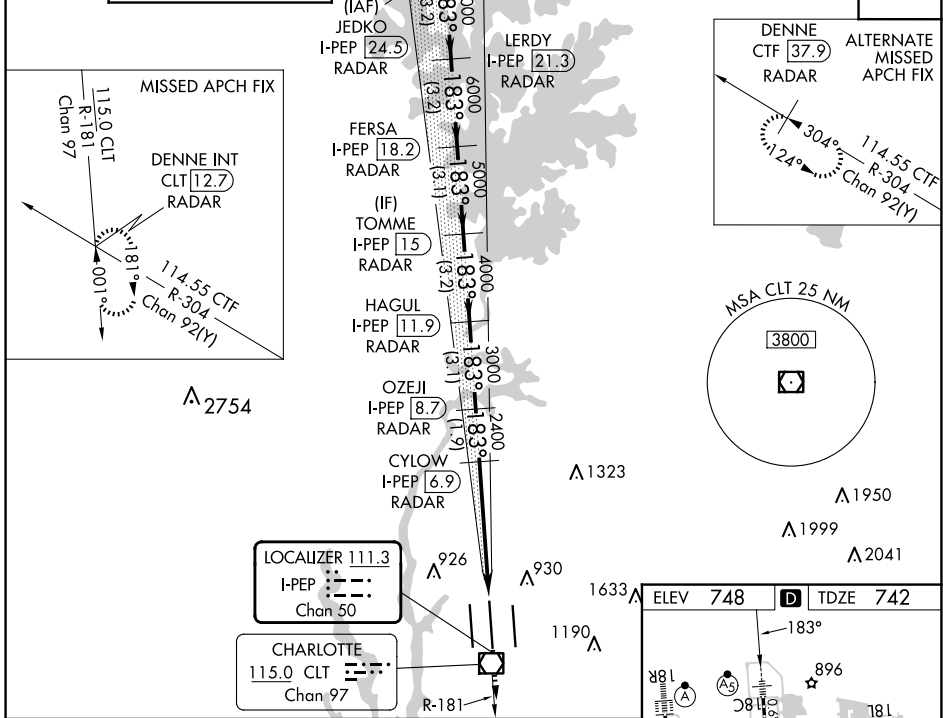 (IAF)
JEDKO
I-PEP 24.5
RADAR
(3.2)
183°
000
LERDY
I-PEP 21.3
RADAR
(3.2)
183°
6000
FERSA
I-PEP 18.2
RADAR
(3.1)
183°
5000
(IF)
TOMME
I-PEP 15
RADAR
(3.2)
183°
4000
HAGUL
I-PEP 11.9
RADAR
(3.1)
183°
3000
OZEJI
I-PEP 8.7
RADAR
(1.9)
183°
2400
CYLOW
I-PEP 6.9
RADAR
MISSED APCH FIX
115.0 CLT
R-181
Chan 97
DENNE INT
CLT 12.7
RADAR
181°
001°
114.55 CTF
R-304
Chan 92(Y)
DENNE
CTF 37.9
RADAR
ALTERNATE
MISSED
APCH FIX
304°
124°
114.55 CTF
R-304
Chan 92(Y)
MSA CLT 25 NM
3800
2754
1323
1950
1999
2041
926
930
1633
1190
LOCALIZER 111.3
I-PEP
Chan 50
CHARLOTTE
115.0 CLT
Chan 97
R-181
ELEV 748 D TDZE 742
183°
896
18R
A
A5
18C
18L